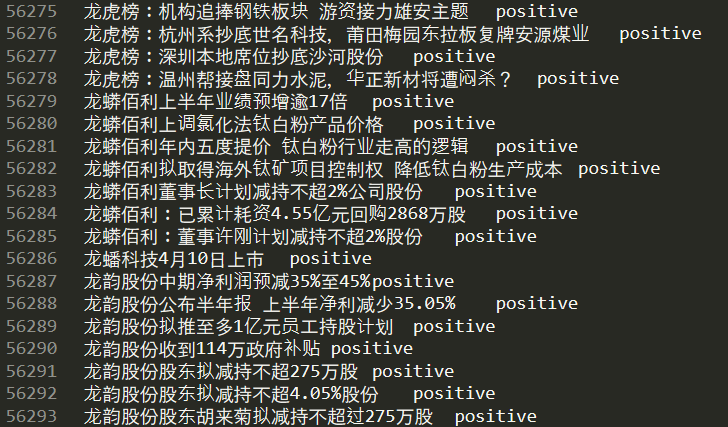 56275 龙虎榜：机构追捧钢铁板块 游资接力雄安主题 positive
56276 龙虎榜：杭州系抄底世名科技，莆田梅园东拉板复牌安源煤业 positive
56277 龙虎榜：深圳本地席位抄底沙河股份 positive
56278 龙虎榜：温州帮接盘同力水泥，华正新材将遭闷杀？ positive
56279 龙蟒佰利上半年业绩预增逾17倍 positive
56280 龙蟒佰利上调氯化法钛白粉产品价格 positive
56281 龙蟒佰利年内五度提价 钛白粉行业走高的逻辑 positive
56282 龙蟒佰利拟取得海外钛矿项目控制权 降低钛白粉生产成本 positive
56283 龙蟒佰利董事长计划减持不超2%公司股份 positive
56284 龙蟒佰利：已累计耗资4.55亿元回购2868万股 positive
56285 龙蟒佰利：董事许刚计划减持不超2%股份 positive
56286 龙蟠科技4月10日上市 positive
56287 龙韵股份中期净利润预减35%至45%positive
56288 龙韵股份公布半年报 上半年净利减少35.05% positive
56289 龙韵股份拟推至多1亿元员工持股计划 positive
56290 龙韵股份收到114万政府补贴 positive
56291 龙韵股份股东拟减持不超275万股 positive
56292 龙韵股份股东拟减持不超4.05%股份 positive
56293 龙韵股份股东胡来菊拟减持不超过275万股 positive